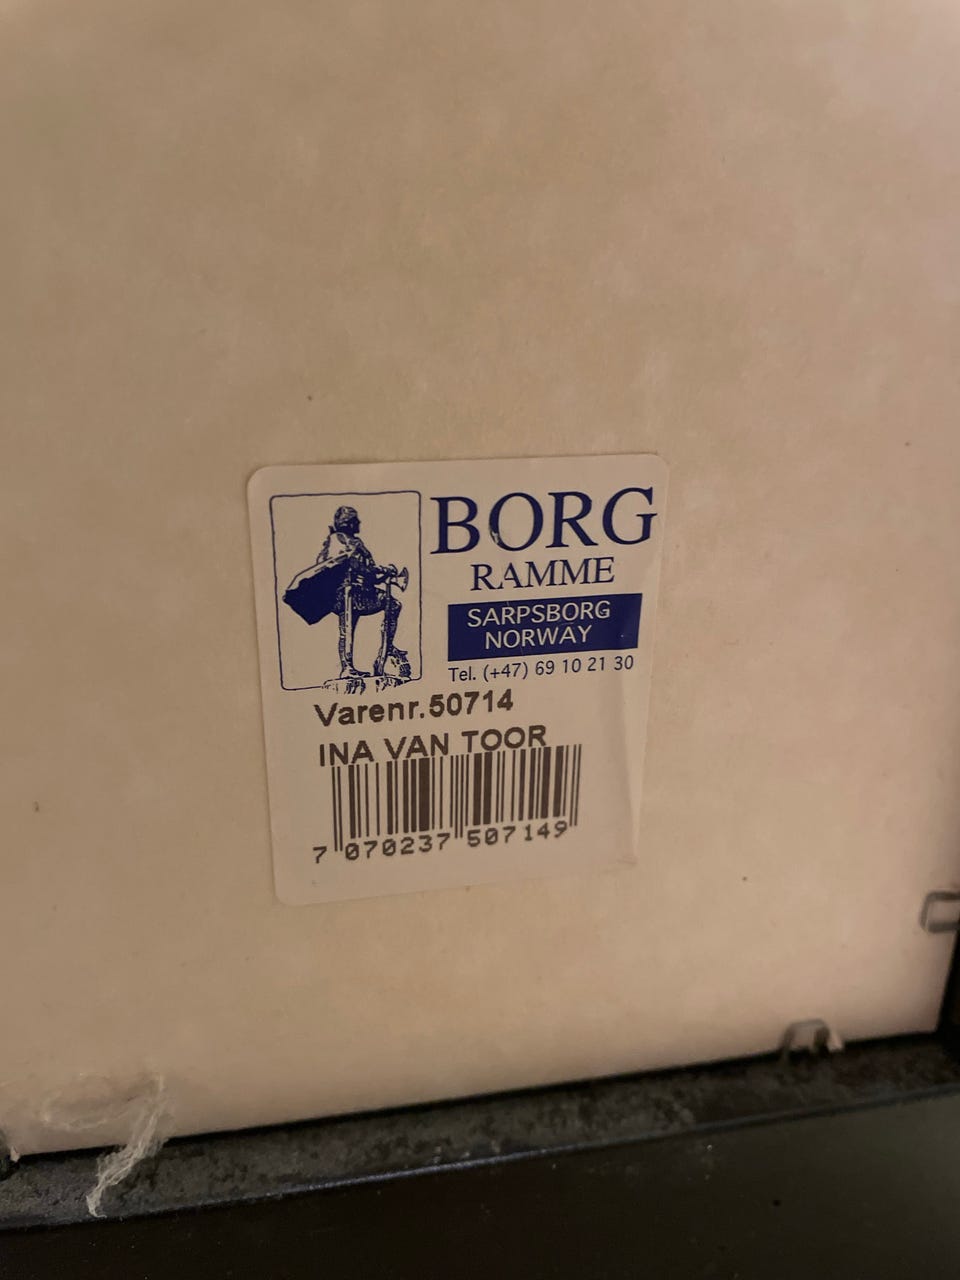 BORG
RAMME
SARPSBORG
NORWAY
Tel. (+47) 69 10 21 30
Varenr.50714
INA VAN TOOR
7 070237 507149